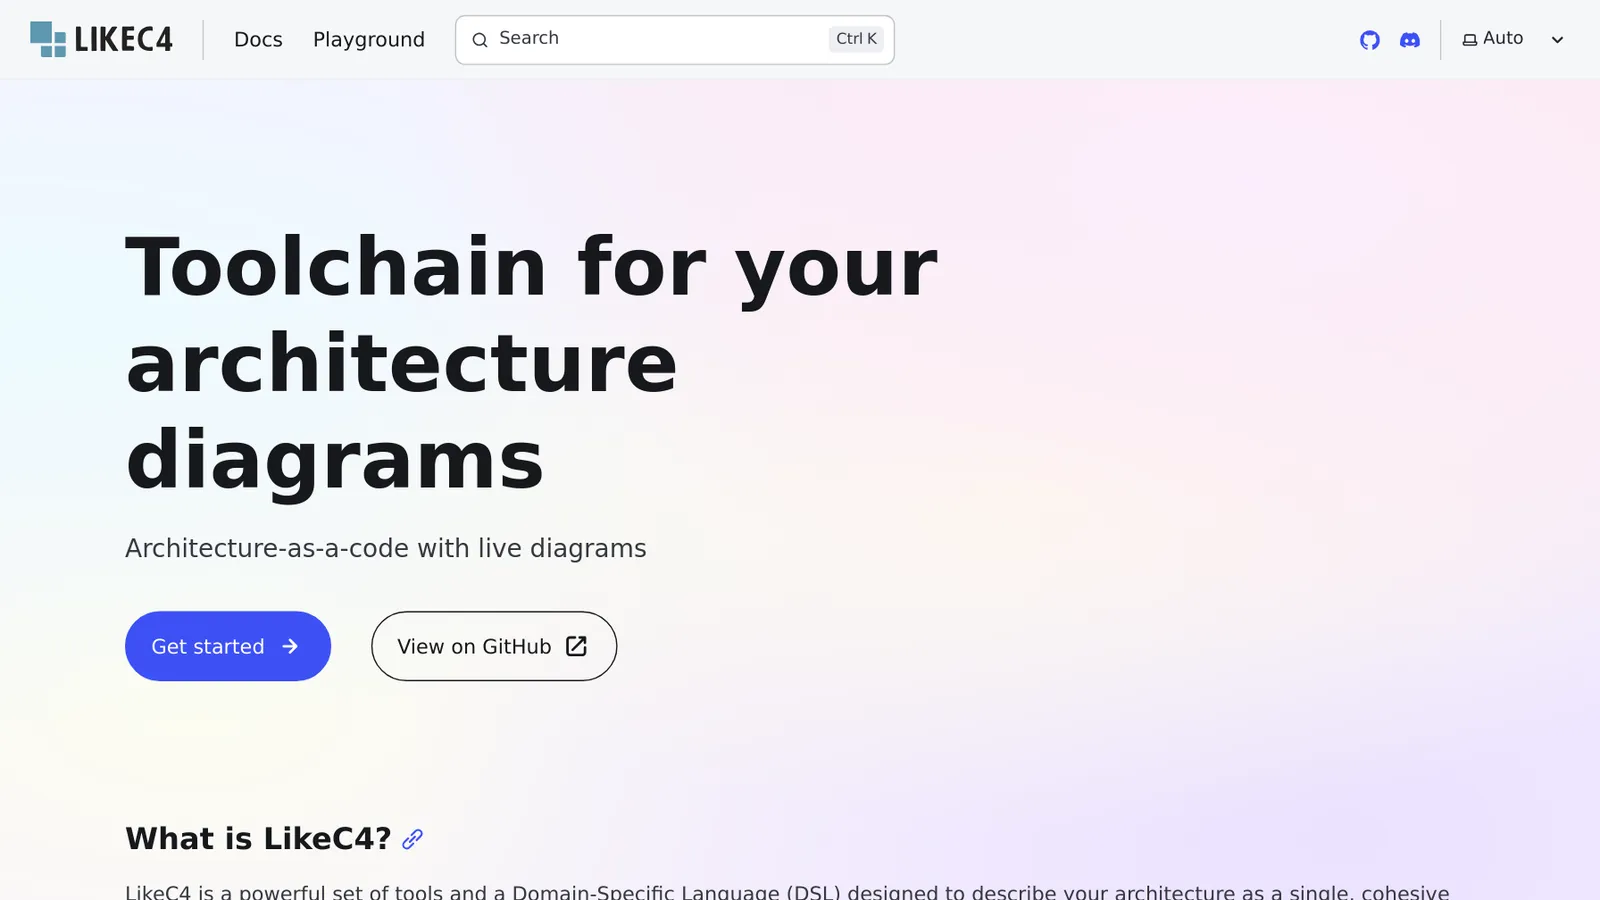 LIKEC4
Docs
Playground
Search
Ctrl K
Auto
Toolchain for your
architecture
diagrams
Architecture-as-a-code with live diagrams
Get started
View on GitHub
What is LikeC4?
LikeC4 is a powerful set of tools and a Domain-Specific Language (DSL) designed to describe your architecture as a single, cohesive